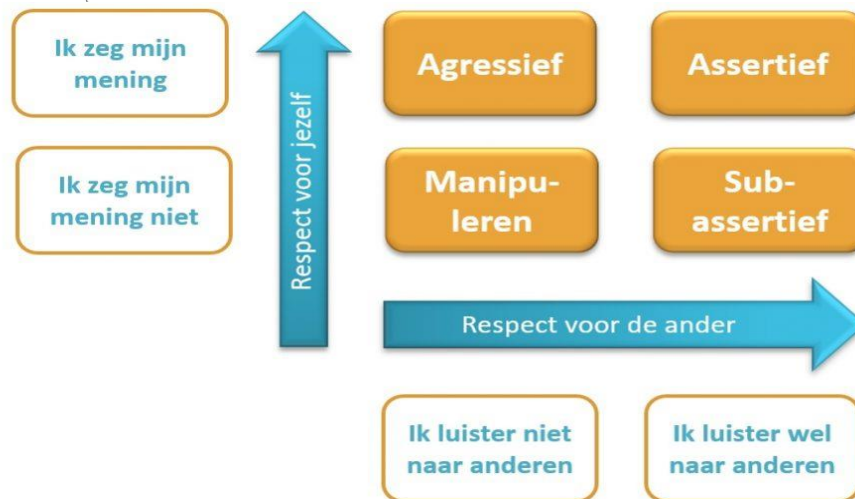 Ik zeg mijn
mening
Ik zeg mijn
mening niet
Respect voor jezelf
Agressief
Assertief
Manipu-
leren
Sub-
assertief
Respect voor de ander
Ik luister niet
naar anderen
Ik luister wel
naar anderen